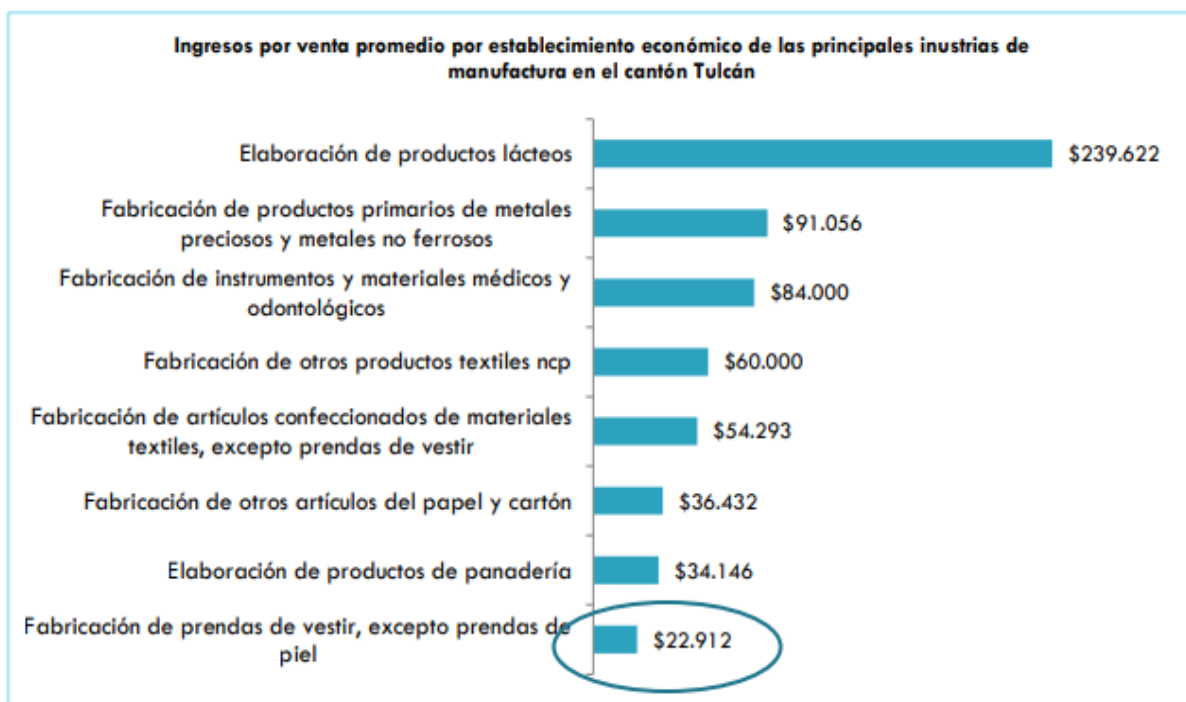 Ingresos por venta promedio por establecimiento económico de las principales inustrias de
manufactura en el cantón Tulcán
Elaboración de productos lácteos
$239.622
Fabricación de productos primarios de metales
preciosos y metales no ferrosos
$91.056
Fabricación de instrumentos y materiales médicos y
odontológicos
$84.000
Fabricación de otros productos textiles ncp
$60.000
Fabricación de artículos confeccionados de materiales
textiles, excepto prendas de vestir
$54.293
Fabricación de otros artículos del papel y cartón
$36.432
Elaboración de productos de panadería
$34.146
Fabricación de prendas de vestir, excepto prendas de
piel
$22.912